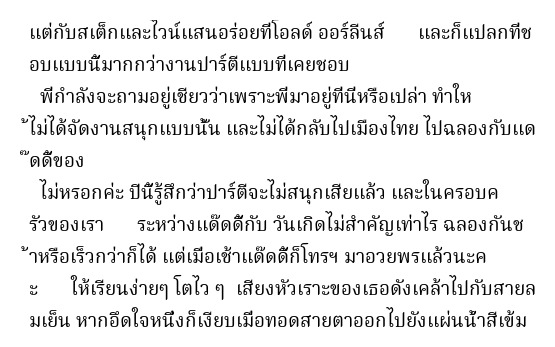 แต่กับสเต็กและไวน์แสนอร่อยที่โอลด์ ออร์ลีนส์ และก็แปลกที่ช
อบแบบนี้มากกว่างานปาร์ตี้แบบที่เคยชอบ
พี่กำลังจะถามอยู่เชียวว่าเพราะพี่มาอยู่ที่นี่หรือเปล่า ทำให
้ไม่ได้จัดงานสนุกแบบนั้น และไม่ได้กลับไปเมืองไทย ไปฉลองกับแด
๊ดดี้ของ
ไม่หรอกค่ะ ปีนี้รู้สึกว่าปาร์ตี้จะไม่สนุกเสียแล้ว และในครอบค
รัวของเรา ระหว่างแด๊ดดี้กับ วันเกิดไม่สำคัญเท่าไร ฉลองกันช
้าหรือเร็วกว่าก็ได้ แต่เมื่อเช้าแด๊ดดี้ก็โทรฯ มาอวยพรแล้วนะค
ะ ให้เรียนง่ายๆ โตไว ๆ เสียงหัวเราะของเธอดังเคล้าไปกับสายล
มเย็น หากอึดใจหนึ่งก็เงียบเมื่อทอดสายตาออกไปยังแผ่นน้ำสีเข้ม